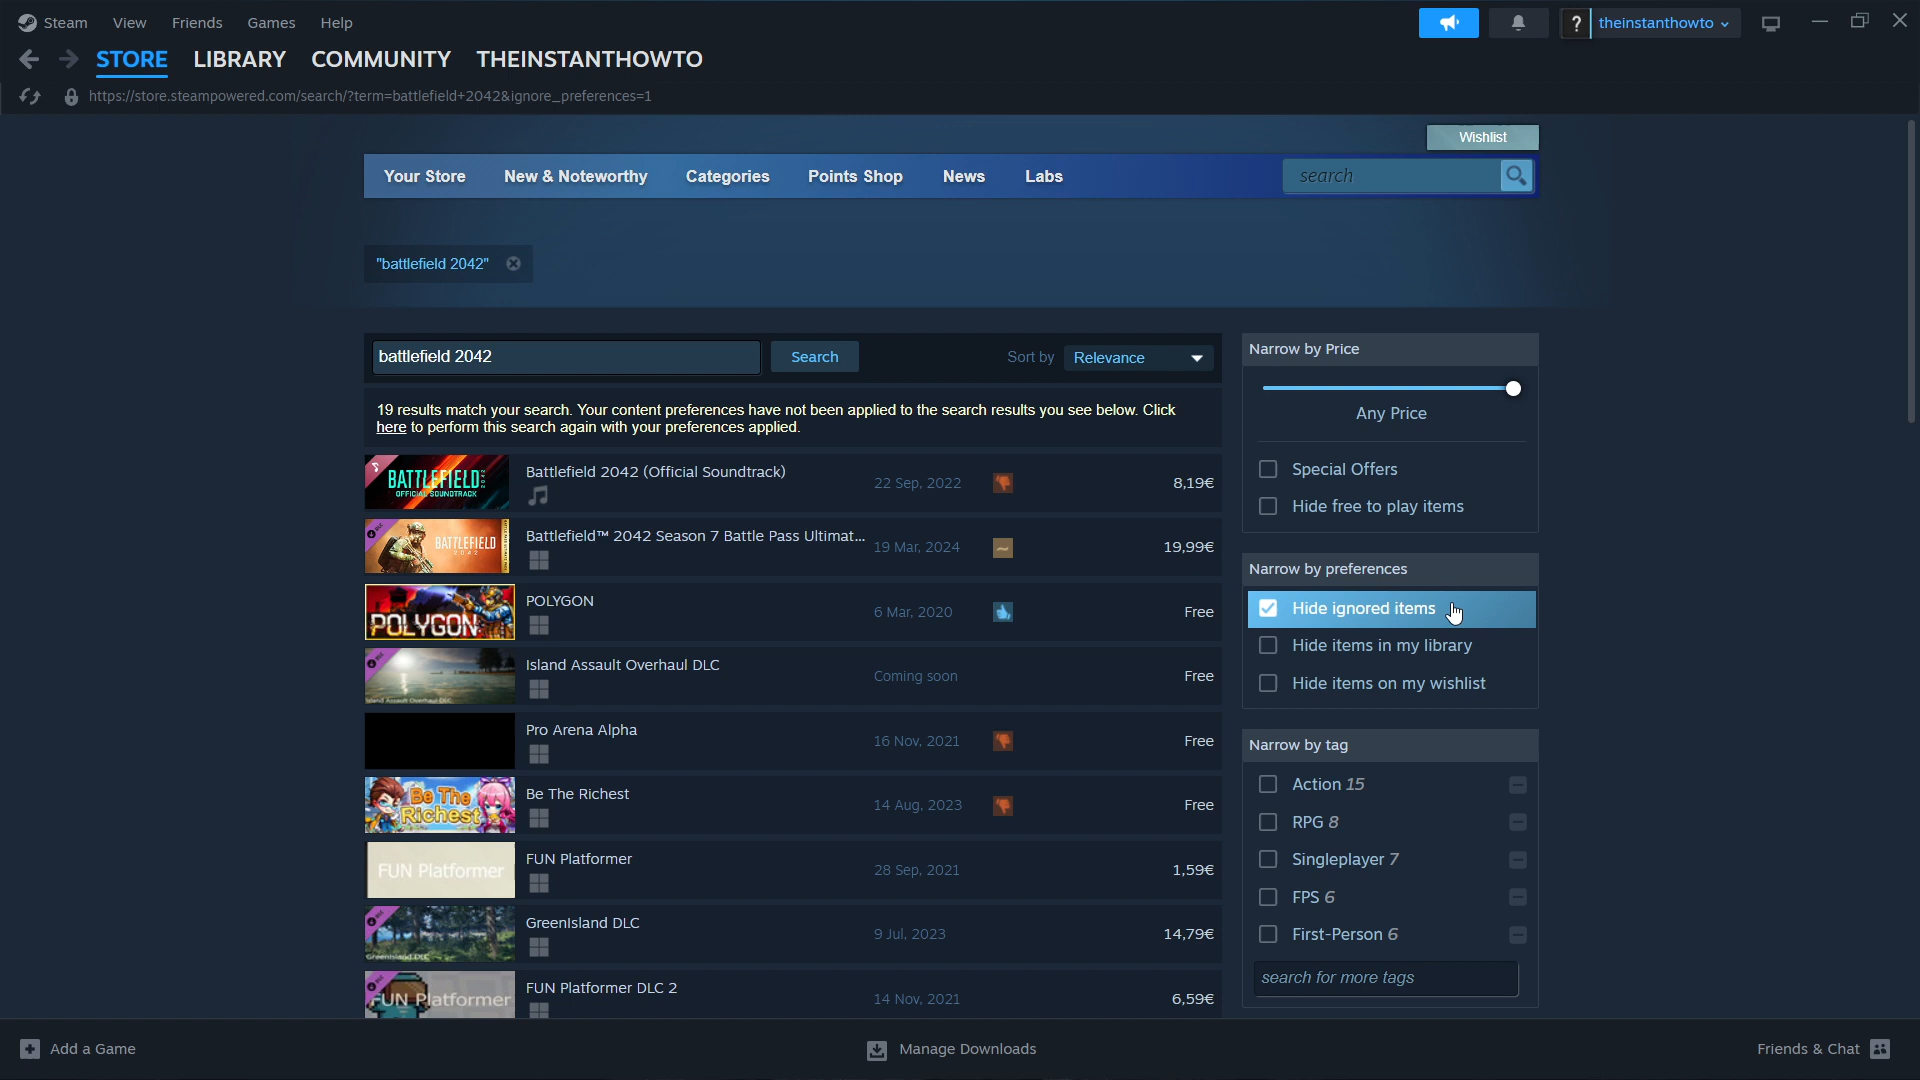 Steam View Friends Games Help theinstanthowto
STORE LIBRARY COMMUNITY THEINSTANTHOWTO
https://store.steampowered.com/search/?term=battlefield+2042&ignore_preferences=1
Wishlist
Your Store New & Noteworthy Categories Points Shop News Labs search
"battlefield 2042"
battlefield 2042 Search Sort by Relevance
19 results match your search. Your content preferences have not been applied to the search results you see below. Click
here to perform this search again with your preferences applied.
BATTLEFIELD 2042
OFFICIAL SOUNDTRACK
Battlefield 2042 (Official Soundtrack) 22 Sep, 2022 8,19€
BATTLEFIELD
2042
Battlefield™ 2042 Season 7 Battle Pass Ultimat... 19 Mar, 2024 19,99€
POLYGON
POLYGON 6 Mar, 2020 Free
Island Assault Overhaul DLC
Island Assault Overhaul DLC Coming soon Free
Pro Arena Alpha 16 Nov, 2021 Free
Be The
Richest
Be The Richest 14 Aug, 2023 Free
FUN Platformer
FUN Platformer 28 Sep, 2021 1,59€
GreenIsland DLC
GreenIsland DLC 9 Jul, 2023 14,79€
FUN Platformer
FUN Platformer DLC 2 14 Nov, 2021 6,59€
Narrow by Price
Any Price
Special Offers
Hide free to play items
Narrow by preferences
Hide ignored items
Hide items in my library
Hide items on my wishlist
Narrow by tag
Action 15
RPG 8
Singleplayer 7
FPS 6
First-Person 6
search for more tags
Add a Game Manage Downloads Friends & Chat